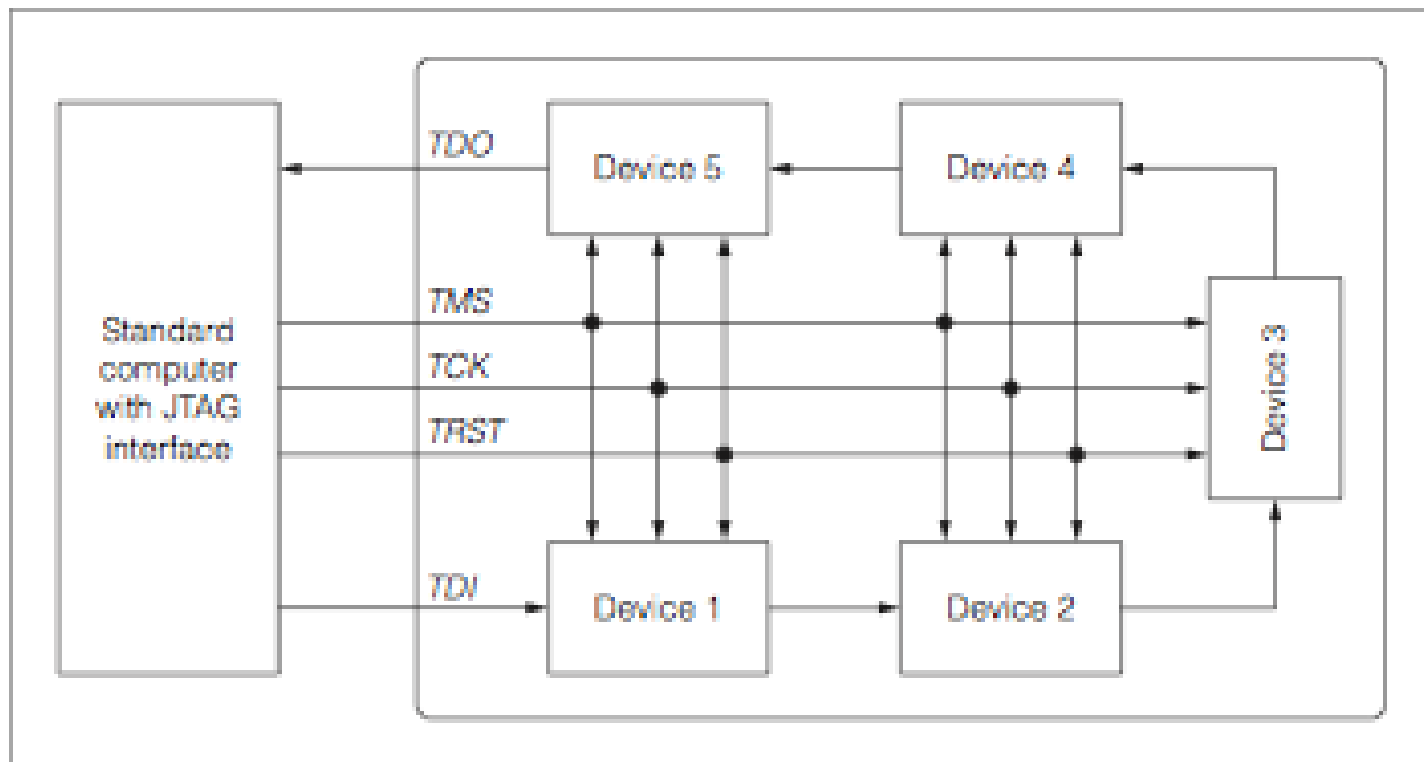 TDO
Device 5
Device 4
TMS
Standard
computer
with JTAG
interface
TCK
TRST
Device 3
TDI
Device 1
Device 2